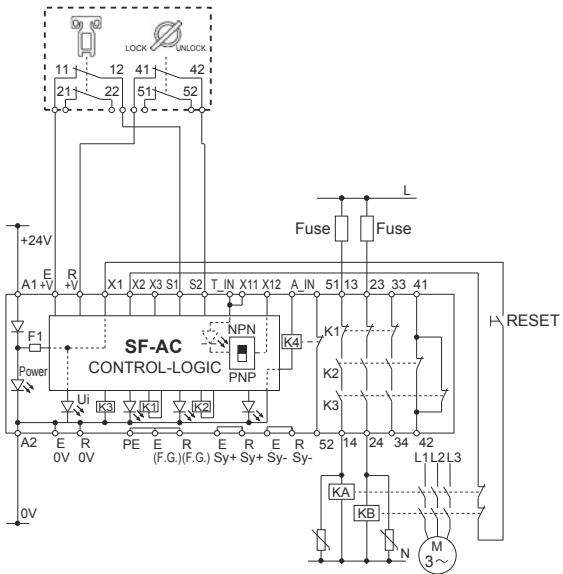 LOCK UNLOCK
11 12 41 42
21 22 51 52
L
Fuse Fuse
+24V
E +V
R +V
A1 X1 X2 X3 S1 S2 T_IN X11 X12 A_IN 51 13 23 33 41
RESET
F1
SF-AC
CONTROL-LOGIC
NPN
PNP
K4
K1
K2
K3
Power
Ui
K3 K1 K2
A2
E 0V
R 0V
PE
E (F.G.)
R (F.G.)
E Sy+
R Sy+
E Sy-
R Sy-
52 14 24 34 42
0V
L1 L2 L3
KA
KB
N
M
3~